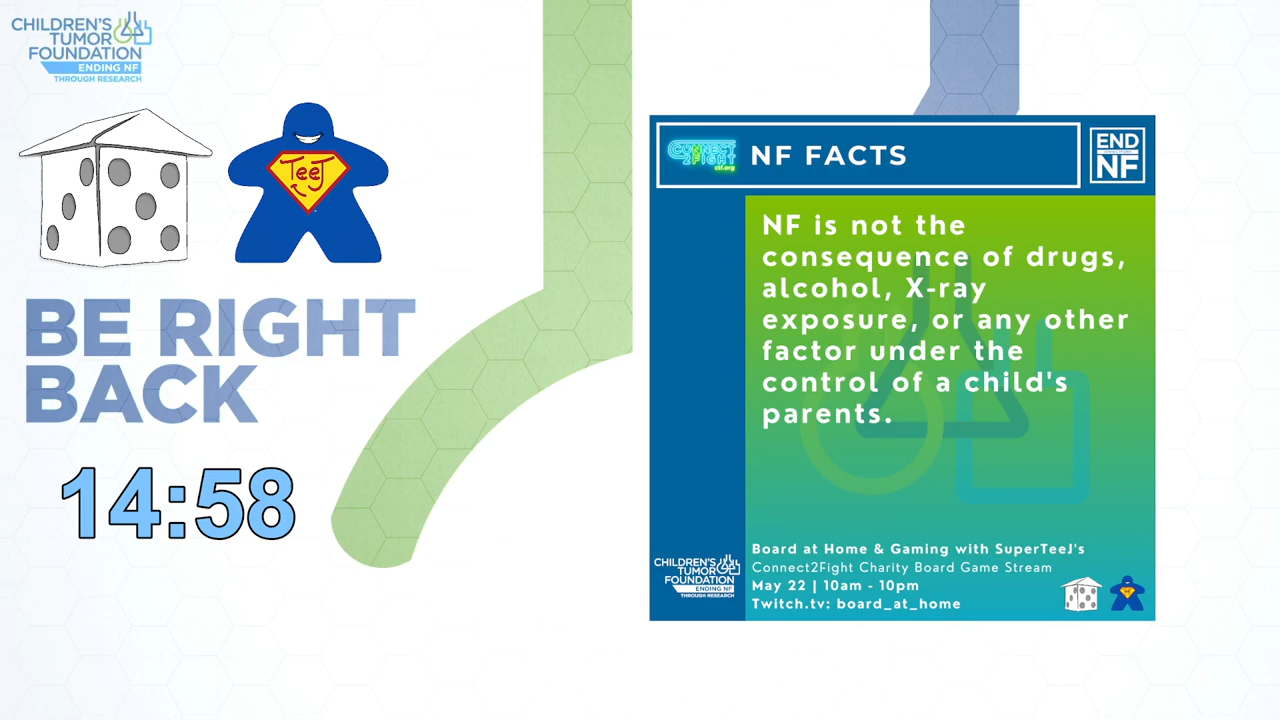 CHILDREN'S
TUMOR
FOUNDATION
ENDING NF
THROUGH RESEARCH
TeeJ
BE RIGHT
BACK
14:58
CONNECT
2FIGHT
c2f.org
NF FACTS
END
NF
NF is not the
consequence of drugs,
alcohol, X-ray
exposure, or any other
factor under the
control of a child's
parents.
Board at Home & Gaming with SuperTeeJ's
Connect2Fight Charity Board Game Stream
May 22 | 10am - 10pm
Twitch.tv: board_at_home
CHILDREN'S
TUMOR
FOUNDATION
ENDING NF
THROUGH RESEARCH